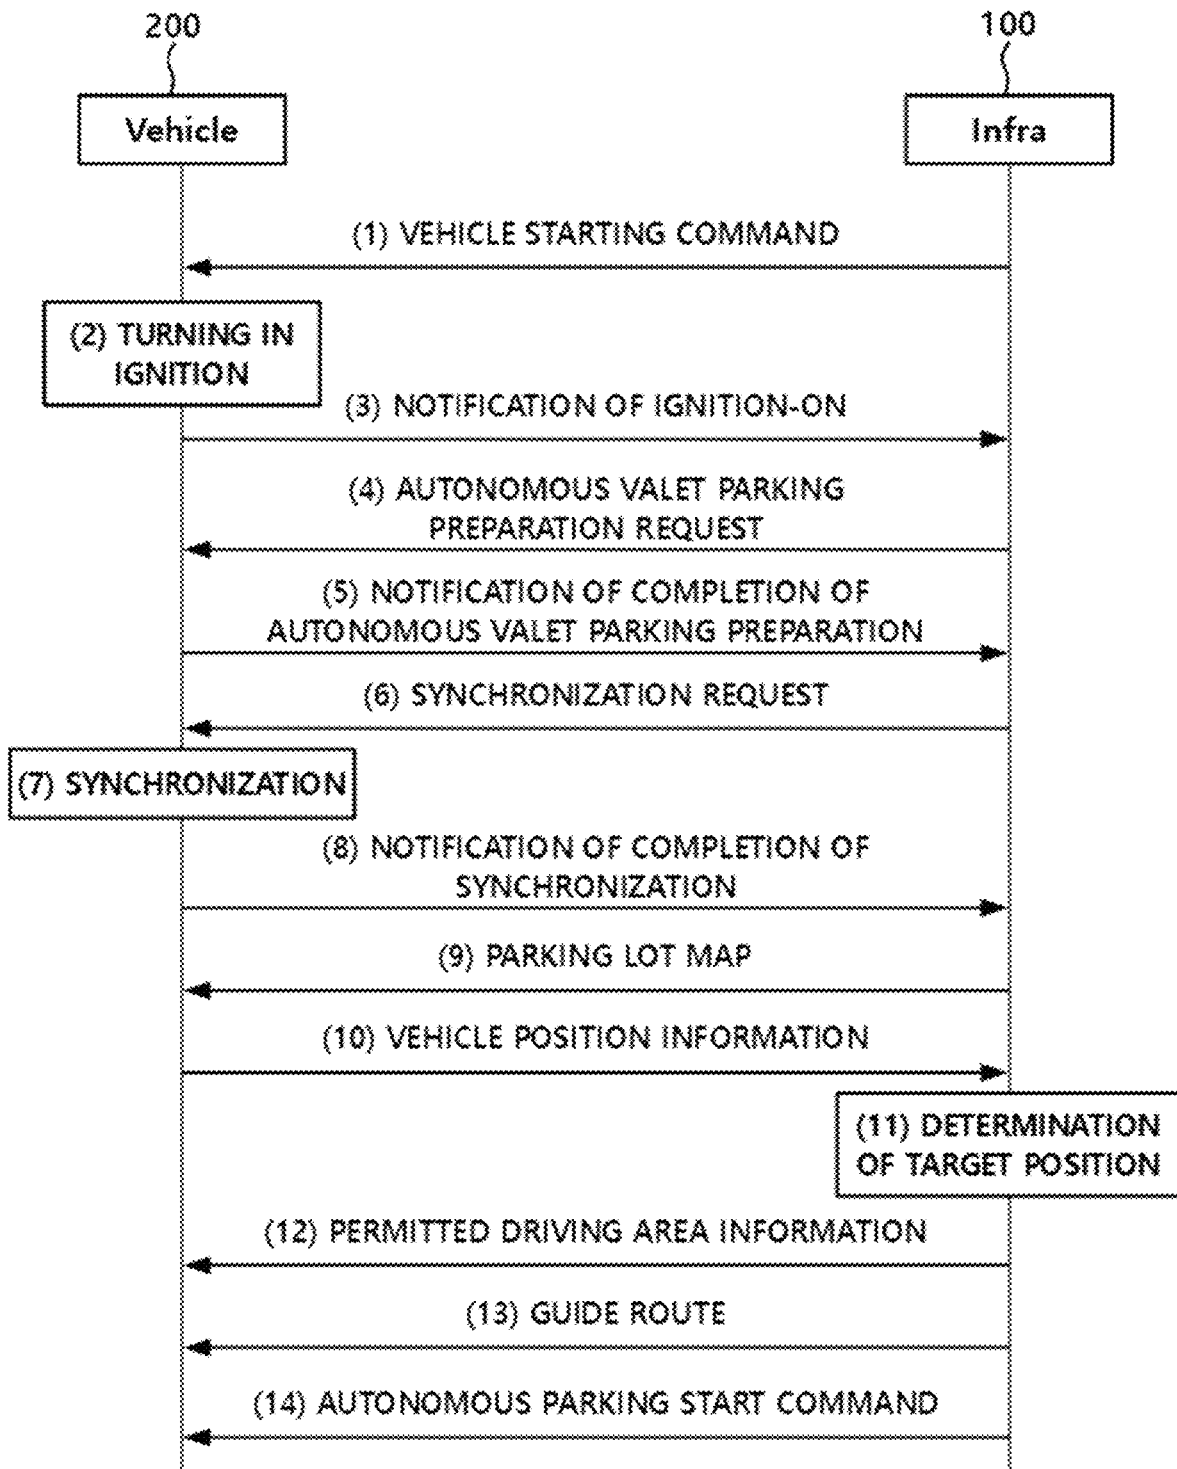 200
100
Vehicle
Infra
(1) VEHICLE STARTING COMMAND
(2) TURNING IN
IGNITION
(3) NOTIFICATION OF IGNITION-ON
(4) AUTONOMOUS VALET PARKING
PREPARATION REQUEST
(5) NOTIFICATION OF COMPLETION OF
AUTONOMOUS VALET PARKING PREPARATION
(6) SYNCHRONIZATION REQUEST
(7) SYNCHRONIZATION
(8) NOTIFICATION OF COMPLETION OF
SYNCHRONIZATION
(9) PARKING LOT MAP
(10) VEHICLE POSITION INFORMATION
(11) DETERMINATION
OF TARGET POSITION
(12) PERMITTED DRIVING AREA INFORMATION
(13) GUIDE ROUTE
(14) AUTONOMOUS PARKING START COMMAND